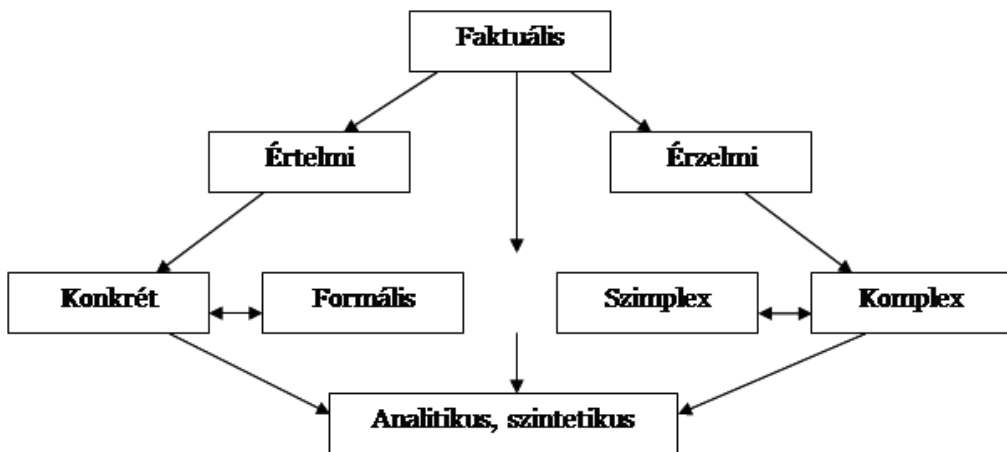 Faktuális
Értelmi
Érzelmi
Konkrét
Formális
Szimplex
Komplex
Analitikus, szintetikus